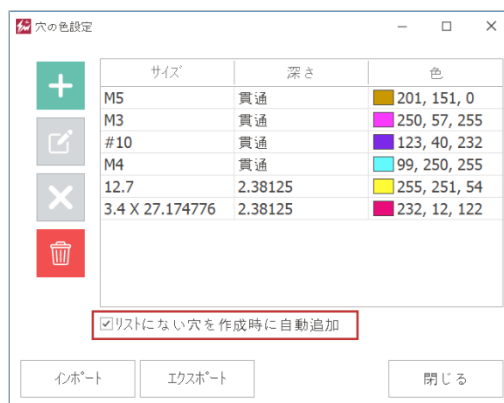 穴の色設定
サイズ 深さ 色
M5 貫通 201, 151, 0
M3 貫通 250, 57, 255
#10 貫通 123, 40, 232
M4 貫通 99, 250, 255
12.7 2.38125 255, 251, 54
3.4 X 27.174776 2.38125 232, 12, 122
リストにない穴を作成時に自動追加
インポート エクスポート 閉じる